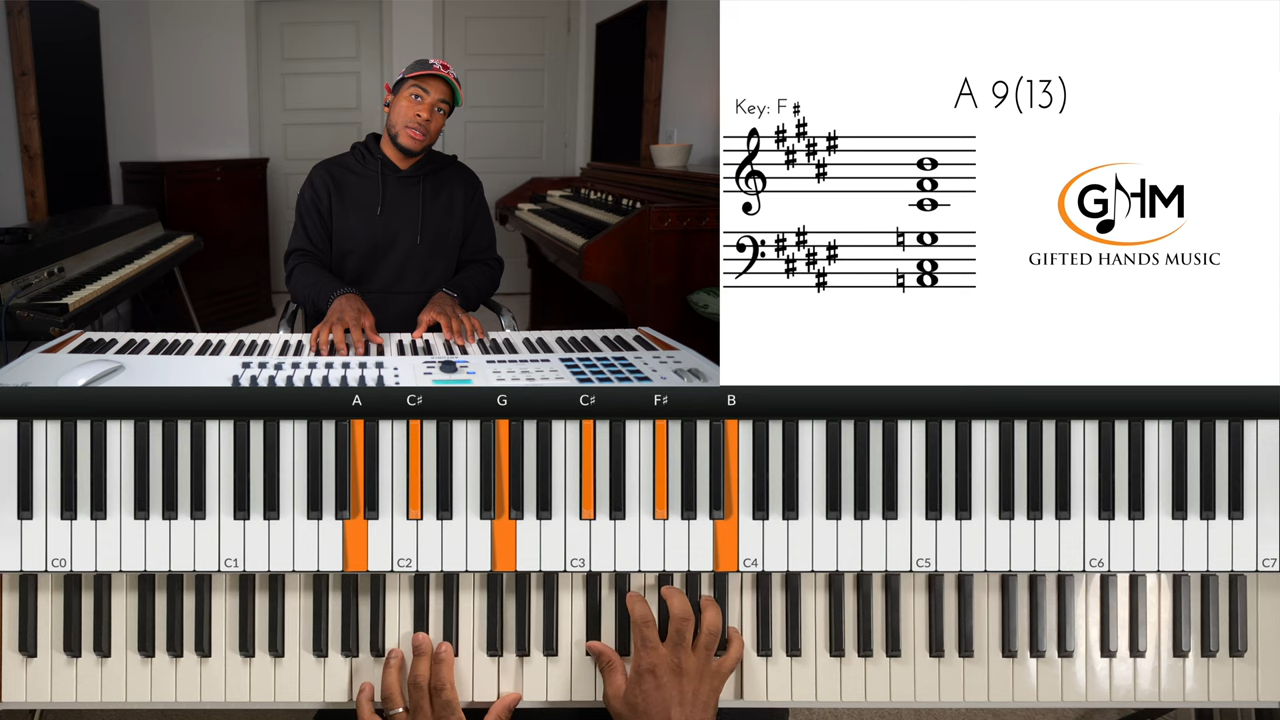 A 9(13)
Key: F♯
GHM
GIFTED HANDS MUSIC
A C♯ G C♯ F♯ B
C0 C1 C2 C3 C4 C5 C6 C7